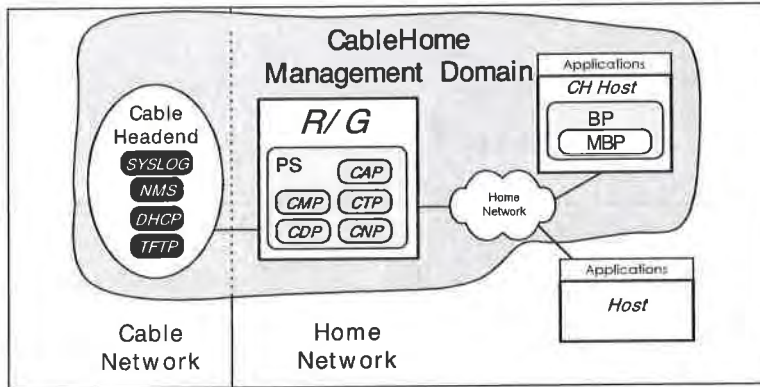 CableHome
Management Domain
Cable
Headend
SYSLOG
NMS
DHCP
TFTP
R/G
PS
CAP
CMP
CTP
CDP
CNP
Home
Network
Applications
CH Host
BP
MBP
Applications
Host
Cable
Network
Home
Network